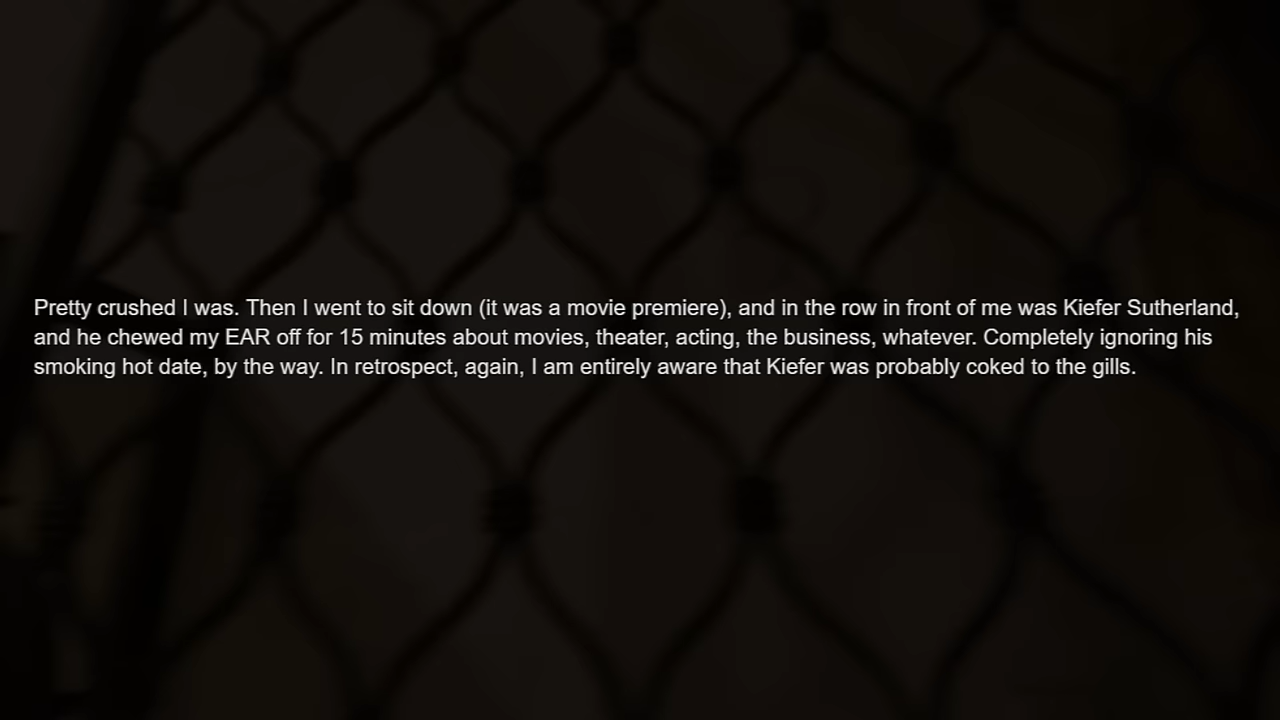 Pretty crushed I was. Then I went to sit down (it was a movie premiere), and in the row in front of me was Kiefer Sutherland,
and he chewed my EAR off for 15 minutes about movies, theater, acting, the business, whatever. Completely ignoring his
smoking hot date, by the way. In retrospect, again, I am entirely aware that Kiefer was probably coked to the gills.